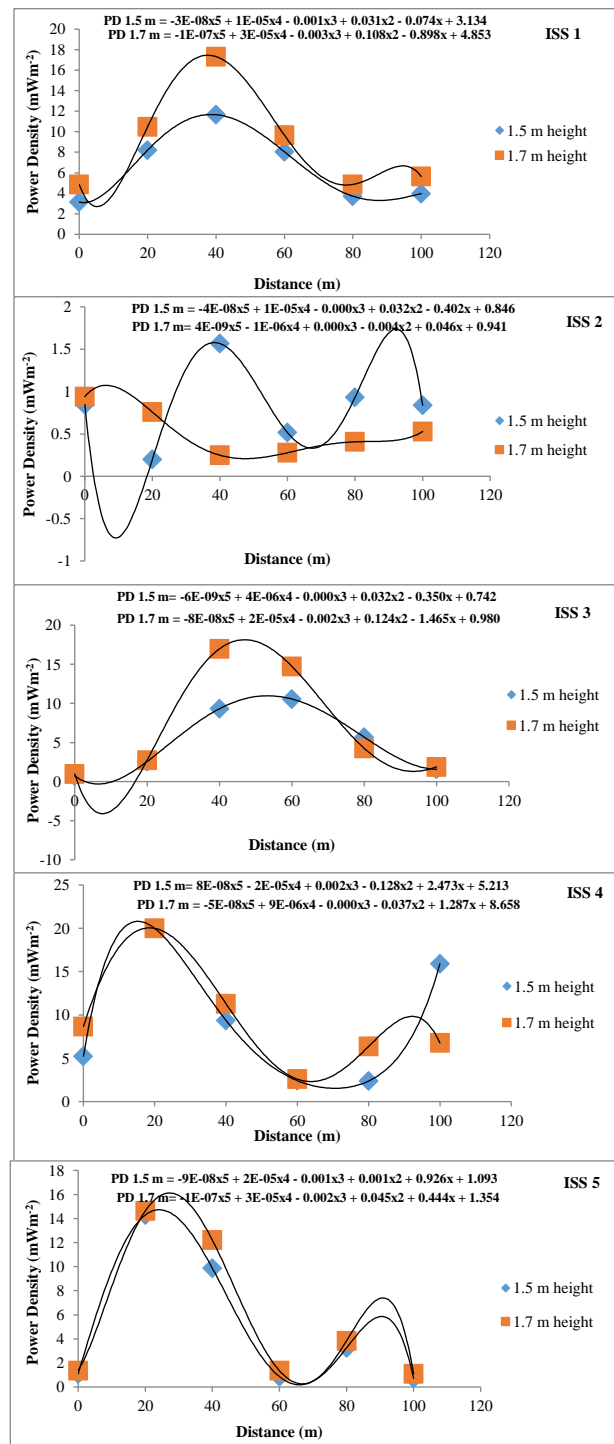 PD 1.5 m = -3E-08x5 + 1E-05x4 - 0.001x3 + 0.031x2 - 0.074x + 3.134
PD 1.7 m = -1E-07x5 + 3E-05x4 - 0.003x3 + 0.108x2 - 0.898x + 4.853
ISS 1
Power Density (mWm-2)
20
18
16
14
12
10
8
6
4
2
0
0 20 40 60 80 100 120
Distance (m)
1.5 m height
1.7 m height
PD 1.5 m = -4E-08x5 + 1E-05x4 - 0.000x3 + 0.032x2 - 0.402x + 0.846
PD 1.7 m= 4E-09x5 - 1E-06x4 + 0.000x3 - 0.004x2 + 0.046x + 0.941
ISS 2
Power Density (mWm-2)
2
1.5
1
0.5
0
-0.5
-1
0 20 40 60 80 100 120
Distance (m)
1.5 m height
1.7 m height
PD 1.5 m= -6E-09x5 + 4E-06x4 - 0.000x3 + 0.032x2 - 0.350x + 0.742
PD 1.7 m = -8E-08x5 + 2E-05x4 - 0.002x3 + 0.124x2 - 1.465x + 0.980
ISS 3
Power Density (mWm-2)
20
15
10
5
0
-5
-10
0 20 40 60 80 100 120
Distance (m)
1.5 m height
1.7 m height
PD 1.5 m= 8E-08x5 - 2E-05x4 + 0.002x3 - 0.128x2 + 2.473x + 5.213
PD 1.7 m = -5E-08x5 + 9E-06x4 - 0.000x3 - 0.037x2 + 1.287x + 8.658
ISS 4
Power Density (mWm-2)
25
20
15
10
5
0
0 20 40 60 80 100 120
Distance (m)
1.5 m height
1.7 m height
PD 1.5 m = -9E-08x5 + 2E-05x4 - 0.001x3 + 0.001x2 + 0.926x + 1.093
PD 1.7 m = -1E-07x5 + 3E-05x4 - 0.002x3 + 0.045x2 + 0.444x + 1.354
ISS 5
Power Density (mWm-2)
18
16
14
12
10
8
6
4
2
0
0 20 40 60 80 100 120
Distance (m)
1.5 m height
1.7 m height